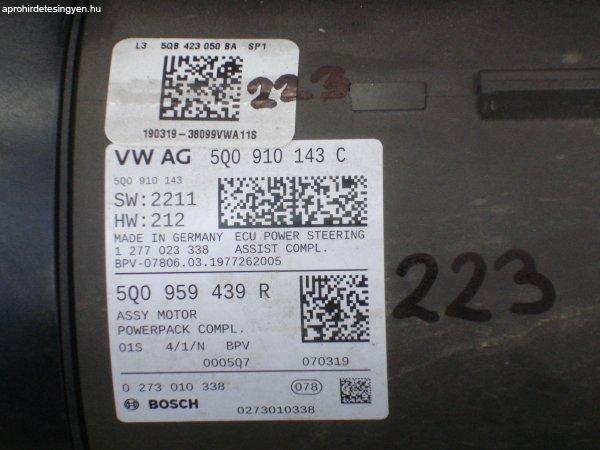 aprohirdetesingyen.hu
L3 5QB 423 050 BA SP1
223
190319-38099VWA11S
VW AG 5Q0 910 143 C
5Q0 910 143
SW:2211
HW:212
MADE IN GERMANY ECU POWER STEERING
1 277 023 338 ASSIST COMPL.
BPV-07806.03.1977262005
5Q0 959 439 R
ASSY MOTOR
POWERPACK COMPL.
01S 4/1/N BPV
0005Q7 070319
0 273 010 338 078
BOSCH 0273010338
223